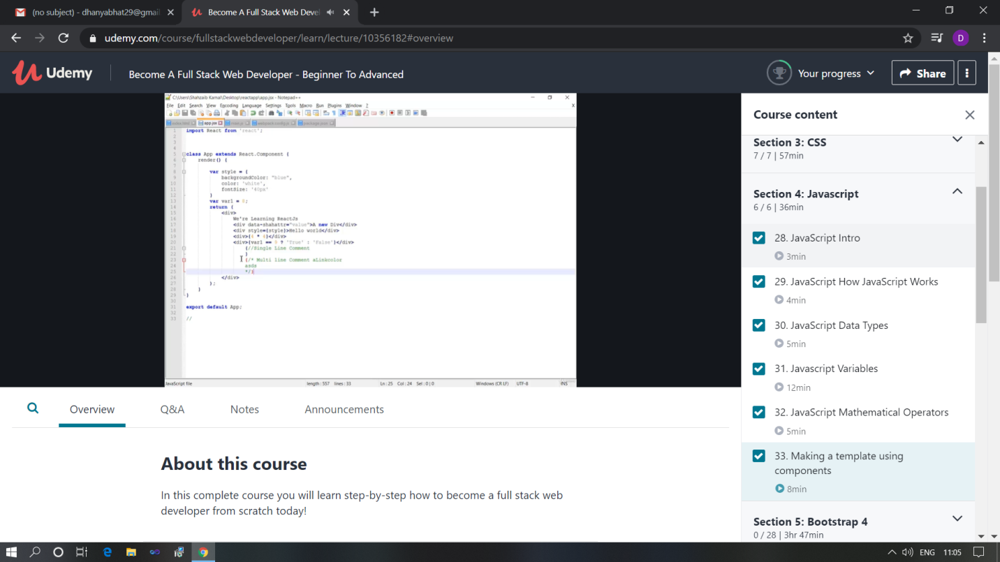 (no subject) - dhanyabhat29@gmail
Become A Full Stack Web Devel
udemy.com/course/fullstackwebdeveloper/learn/lecture/10356182#overview
D
Udemy
Become A Full Stack Web Developer - Beginner To Advanced
Your progress
Share
C:\Users\Shahzaib Kamal\Desktop\reactapp\app.jsx - Notepad++
File Edit Search View Encoding Language Settings Tools Macro Run Plugins Window ?
X
index.html
app.jsx
1 import React from 'react';
2
3
4
5 class App extends React.Component {
6 render() {
7
8 var style = {
9 backgroundColor: "blue",
10 color: 'white',
11 fontSize: '40px'
12 }
13 var var1 = 8;
14 return (
15 <div>
16 We're Learning ReactJs
17 <div data-shahattr="value">A new Div</div>
18 <div style={style}>Hello world</div>
19 <div>{4 * 4}</div>
20 <div>{var1 == 9 ? 'True' : 'False'}</div>
21 {//Single Line Comment
22 }
23 {/* Multi line Comment aLinkcolor
24 asds
25 */}
26 </div>
27 );
28 }
29 }
30
31 export default App;
32
33 //
JavaScript file
length : 557 lines : 33
Ln : 25 Col : 24 Sel : 0 | 0
Windows (CR LF)
UTF-8
INS
Course content
Section 3: CSS
7 / 7 | 57min
Section 4: Javascript
6 / 6 | 36min
28. JavaScript Intro
3min
29. JavaScript How JavaScript Works
4min
30. JavaScript Data Types
5min
31. Javascript Variables
12min
32. JavaScript Mathematical Operators
5min
33. Making a template using
components
8min
Section 5: Bootstrap 4
0 / 28 | 3hr 47min
Overview
Q&A
Notes
Announcements
About this course
In this complete course you will learn step-by-step how to become a full stack web
developer from scratch today!
ENG
11:05